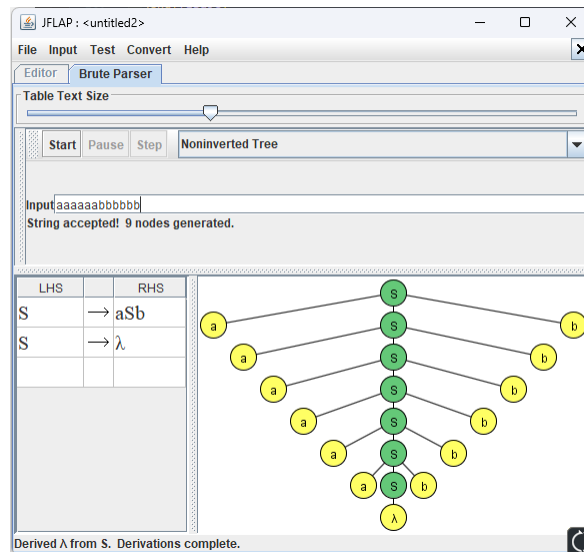 JFLAP : <untitled2>
File Input Test Convert Help
Editor Brute Parser
Table Text Size
Start Pause Step Noninverted Tree
Input aaaaaabbbbbb
String accepted! 9 nodes generated.
LHS RHS
S → aSb
S → λ
S
a S b
a S b
a S b
a S b
a S b
a S b
λ
Derived λ from S. Derivations complete.